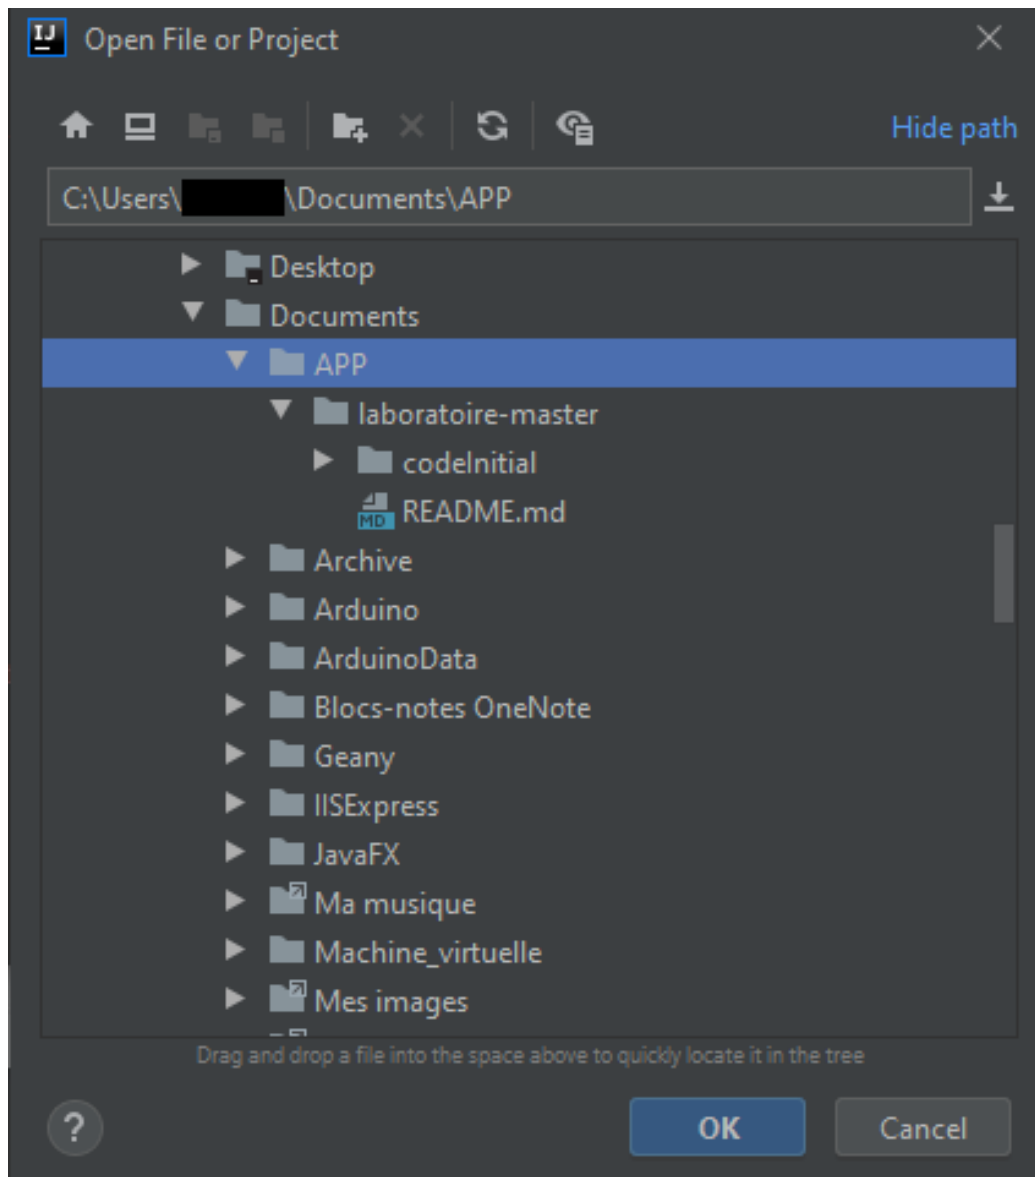 IJ Open File or Project
Hide path
C:\Users\ \Documents\APP
Desktop
Documents
APP
laboratoire-master
codeInitial
MD README.md
Archive
Arduino
ArduinoData
Blocs-notes OneNote
Geany
IISExpress
JavaFX
Ma musique
Machine_virtuelle
Mes images
Drag and drop a file into the space above to quickly locate it in the tree
? OK Cancel